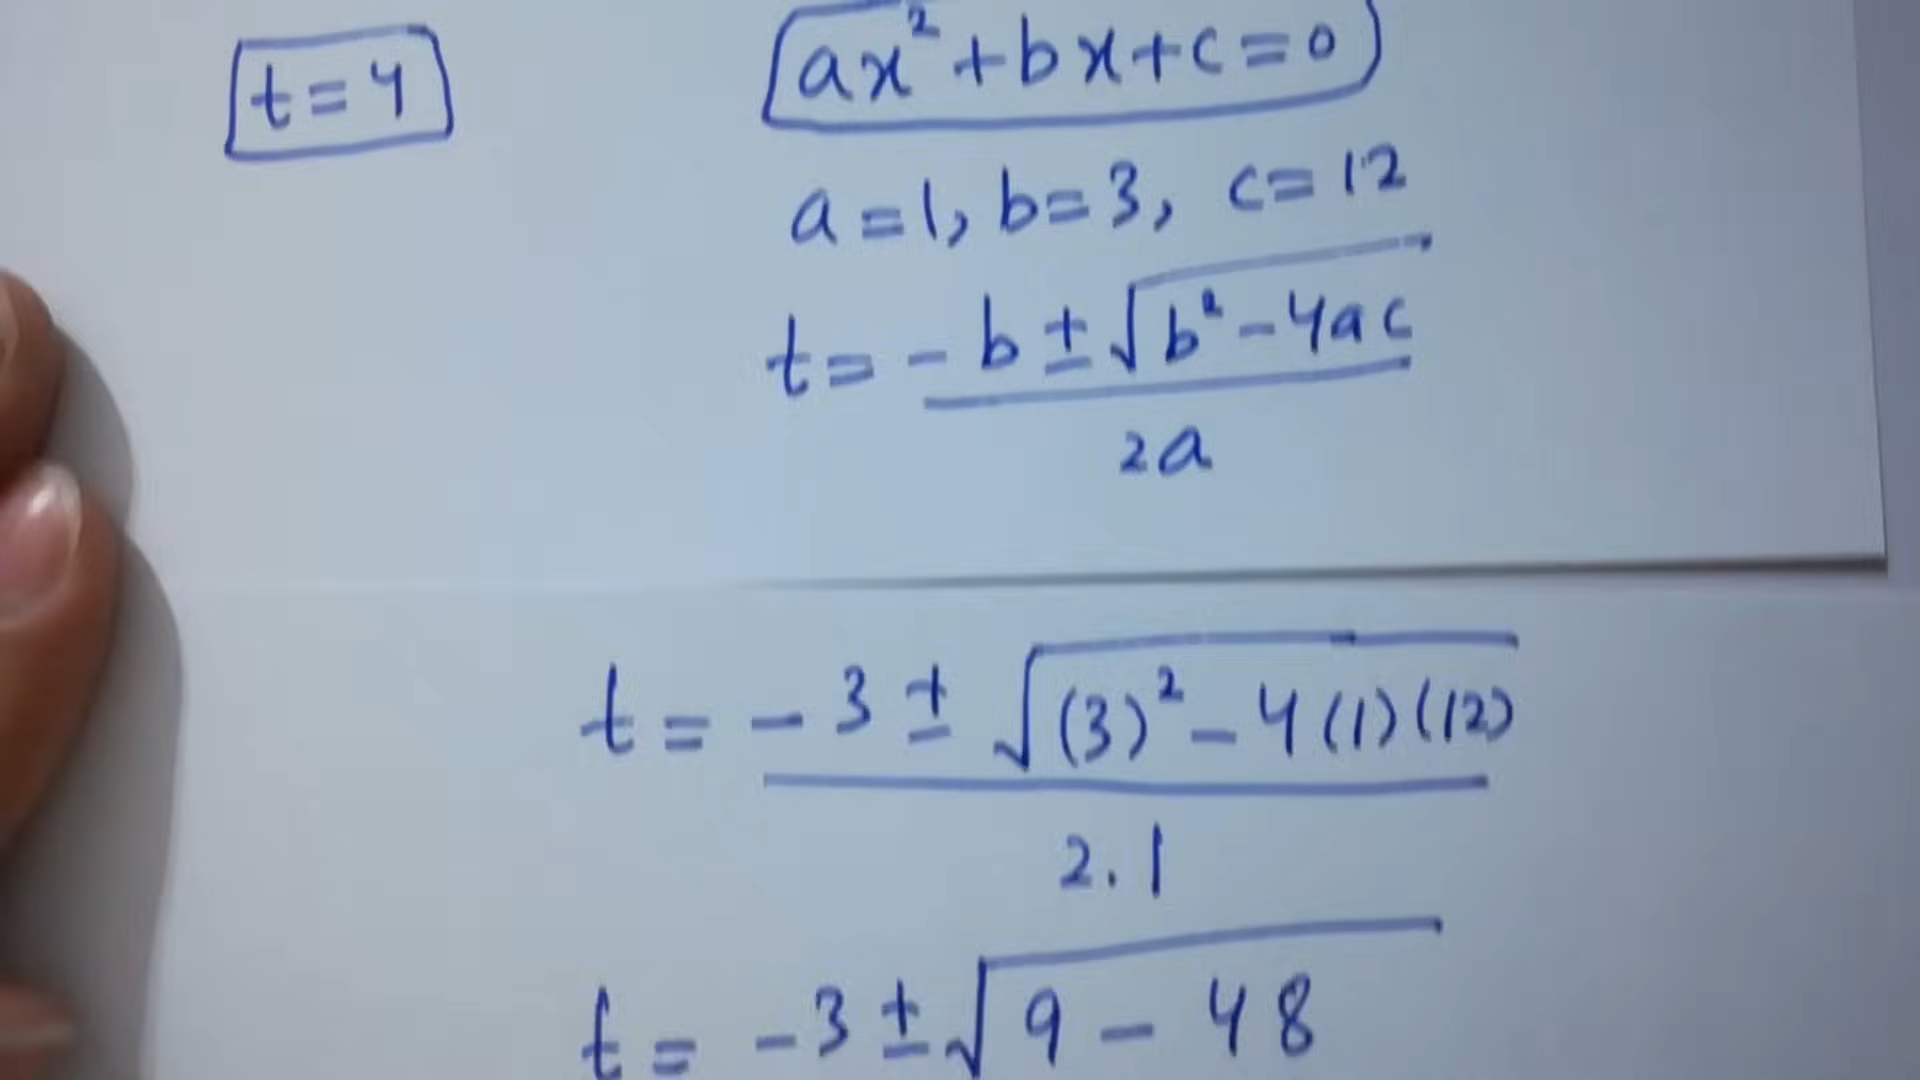 t=4
ax²+bx+c=0
a=1, b=3, c=12
t= -b±√b²-4ac
2a
t= -3±√(3)²-4(1)(12)
2.1
t= -3±√9-48